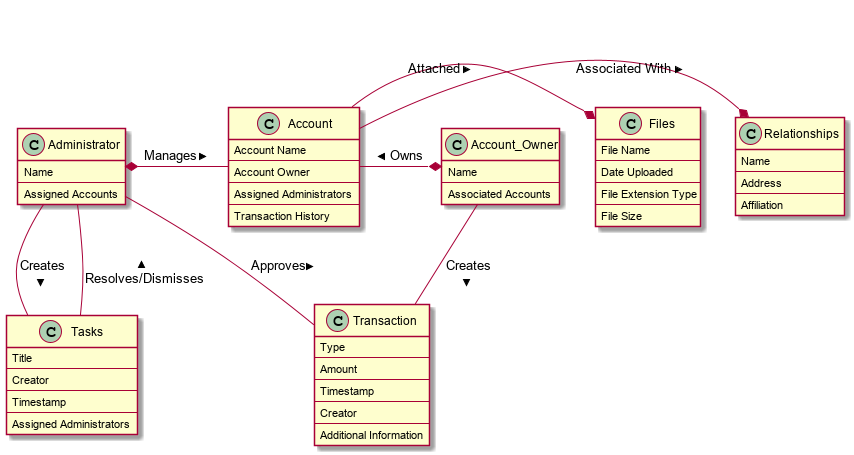 Attached ►
Associated With ►
C Administrator
Name
Assigned Accounts
Manages ►
C Account
Account Name
Account Owner
Assigned Administrators
Transaction History
◄ Owns
C Account_Owner
Name
Associated Accounts
C Files
File Name
Date Uploaded
File Extension Type
File Size
C Relationships
Name
Address
Affiliation
Creates
▼
▲
Resolves/Dismisses
Approves►
Creates
▼
C Tasks
Title
Creator
Timestamp
Assigned Administrators
C Transaction
Type
Amount
Timestamp
Creator
Additional Information